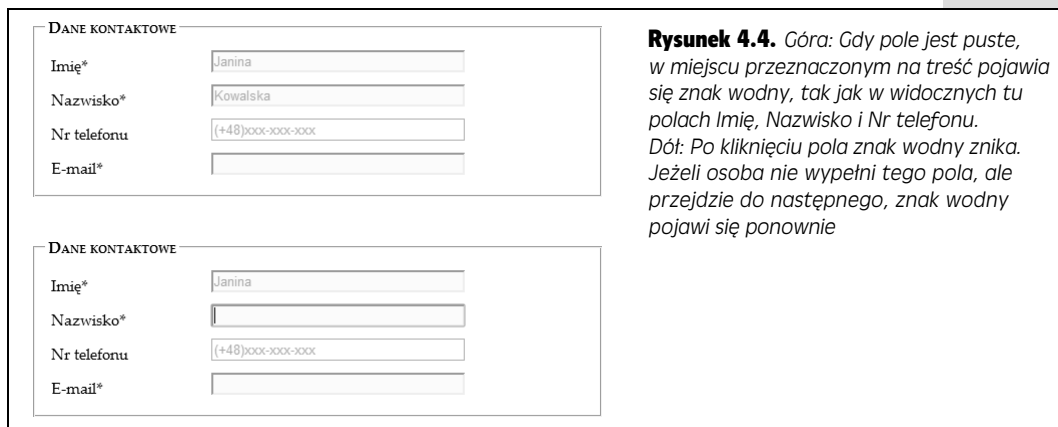 DANE KONTAKTOWE
Imię* Janina
Nazwisko* Kowalska
Nr telefonu (+48)xxx-xxx-xxx
E-mail*
DANE KONTAKTOWE
Imię* Janina
Nazwisko*
Nr telefonu (+48)xxx-xxx-xxx
E-mail*
Rysunek 4.4. Góra: Gdy pole jest puste,
w miejscu przeznaczonym na treść pojawia
się znak wodny, tak jak w widocznych tu
polach Imię, Nazwisko i Nr telefonu.
Dół: Po kliknięciu pola znak wodny znika.
Jeżeli osoba nie wypełni tego pola, ale
przejdzie do następnego, znak wodny
pojawi się ponownie